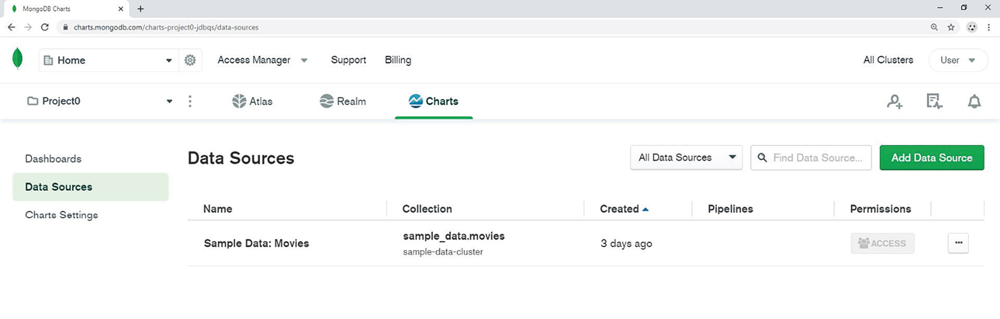 MongoDB Charts
charts.mongodb.com/charts-project0-jdbqs/data-sources
Home Access Manager Support Billing All Clusters User
Project0 Atlas Realm Charts
Dashboards
Data Sources
Charts Settings
Data Sources All Data Sources Find Data Source... Add Data Source
Name Collection Created Pipelines Permissions
Sample Data: Movies sample_data.movies 3 days ago ACCESS ...
sample-data-cluster